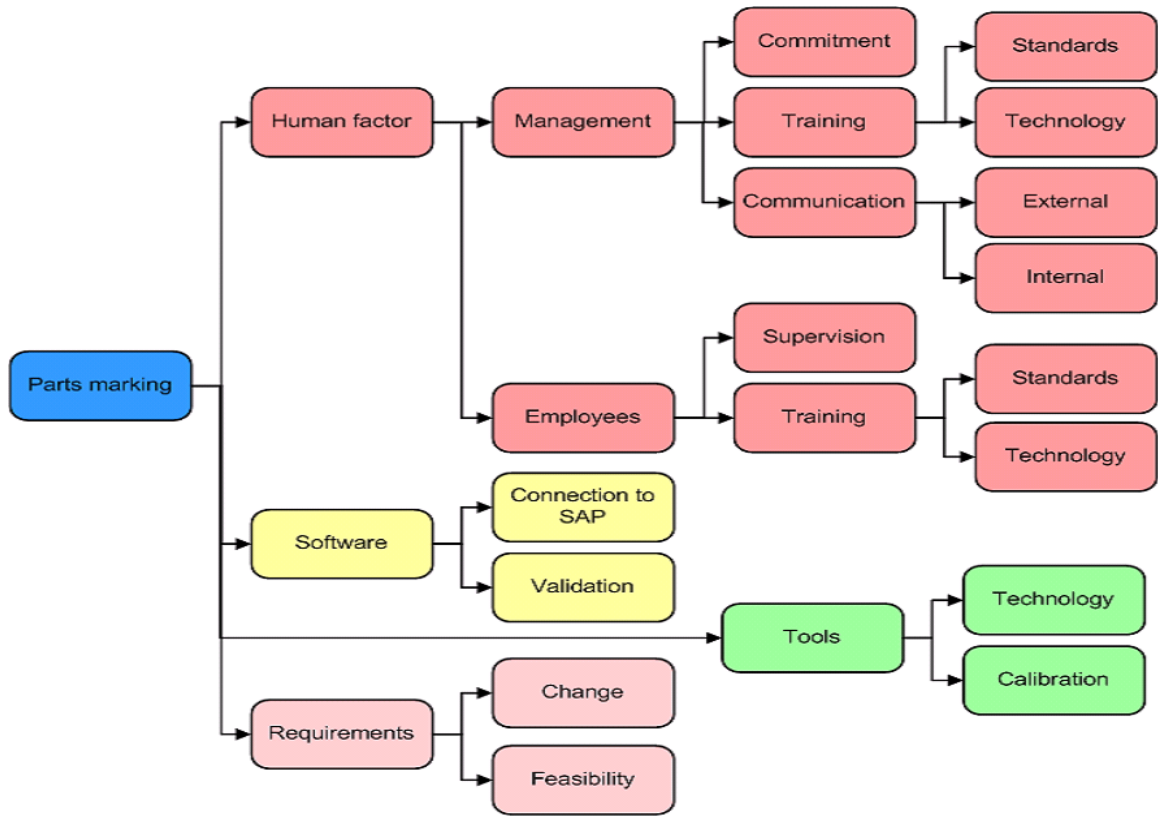 Commitment
Standards
Human factor
Management
Training
Technology
Communication
External
Internal
Supervision
Parts marking
Standards
Employees
Training
Technology
Connection to
SAP
Software
Validation
Technology
Tools
Calibration
Change
Requirements
Feasibility